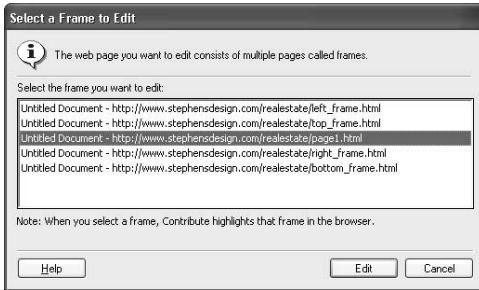 Select a Frame to Edit
The web page you want to edit consists of multiple pages called frames.
Select the frame you want to edit:
Untitled Document - http://www.stephensdesign.com/realestate/left_frame.html
Untitled Document - http://www.stephensdesign.com/realestate/top_frame.html
Untitled Document - http://www.stephensdesign.com/realestate/page1.html
Untitled Document - http://www.stephensdesign.com/realestate/right_frame.html
Untitled Document - http://www.stephensdesign.com/realestate/bottom_frame.html
Note: When you select a frame, Contribute highlights that frame in the browser.
Help Edit Cancel